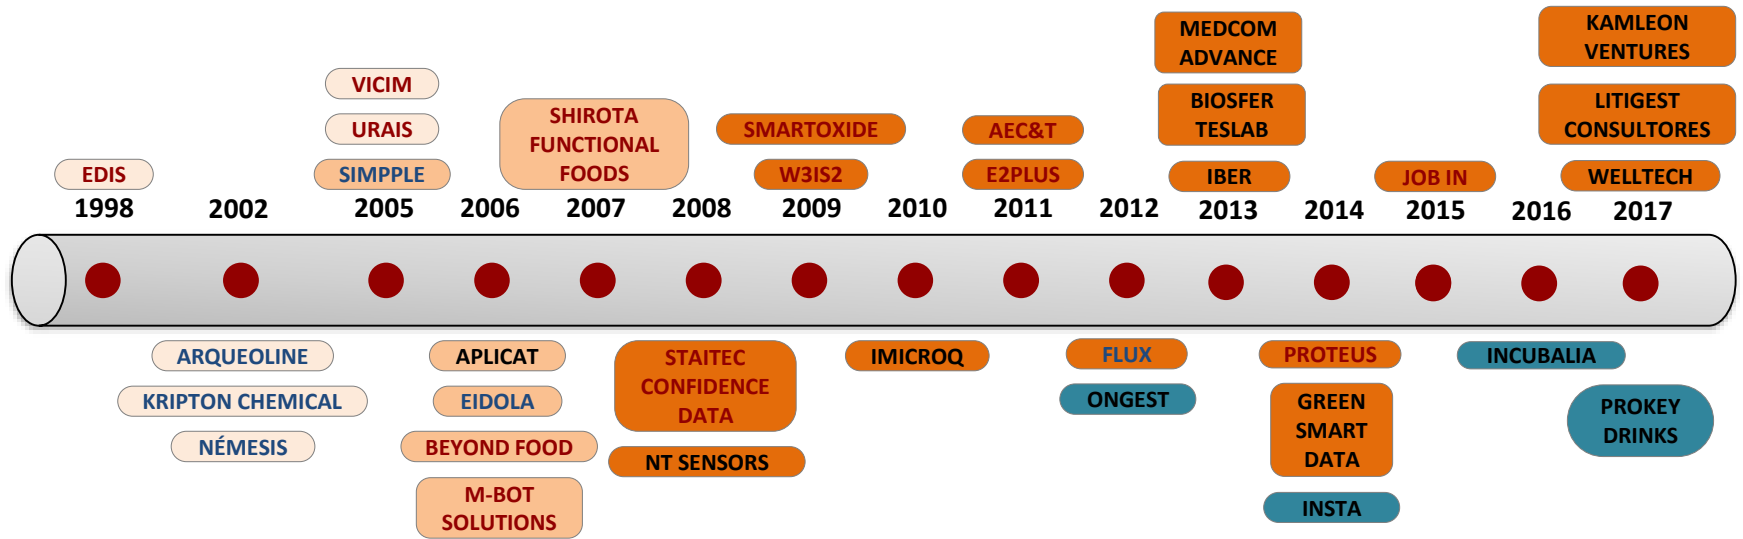 MEDCOM
ADVANCE
KAMLEON
VENTURES
VICIM
BIOSFER
TESLAB
LITIGEST
CONSULTORES
URAIS
SHIROTA
FUNCTIONAL
FOODS
SMARTOXIDE
AEC&T
EDIS
SIMPPLE
W3IS2
E2PLUS
IBER
JOB IN
WELLTECH
1998
2002
2005
2006
2007
2008
2009
2010
2011
2012
2013
2014
2015
2016
2017
ARQUEOLINE
KRIPTON CHEMICAL
NÉMESIS
APLICAT
EIDOLA
BEYOND FOOD
M-BOT
SOLUTIONS
STAITEC
CONFIDENCE
DATA
NT SENSORS
IMICROQ
FLUX
ONGEST
PROTEUS
GREEN
SMART
DATA
INSTA
INCUBALIA
PROKEY
DRINKS